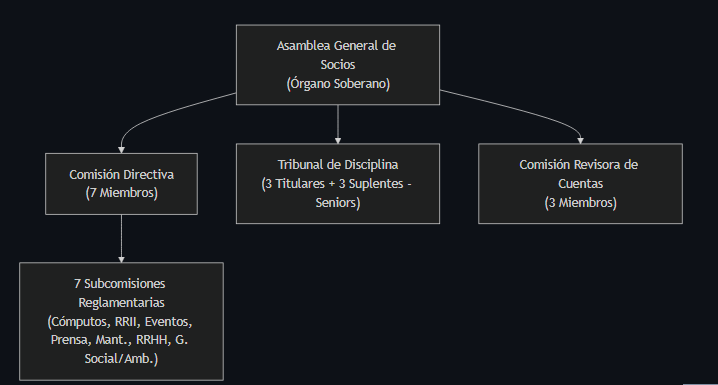 Asamblea General de
Socios
(Órgano Soberano)
Comisión Directiva
(7 Miembros)
Tribunal de Disciplina
(3 Titulares + 3 Suplentes -
Seniors)
Comisión Revisora de
Cuentas
(3 Miembros)
7 Subcomisiones
Reglamentarias
(Cómputos, RRII, Eventos,
Prensa, Mant., RRHH, G.
Social/Amb.)